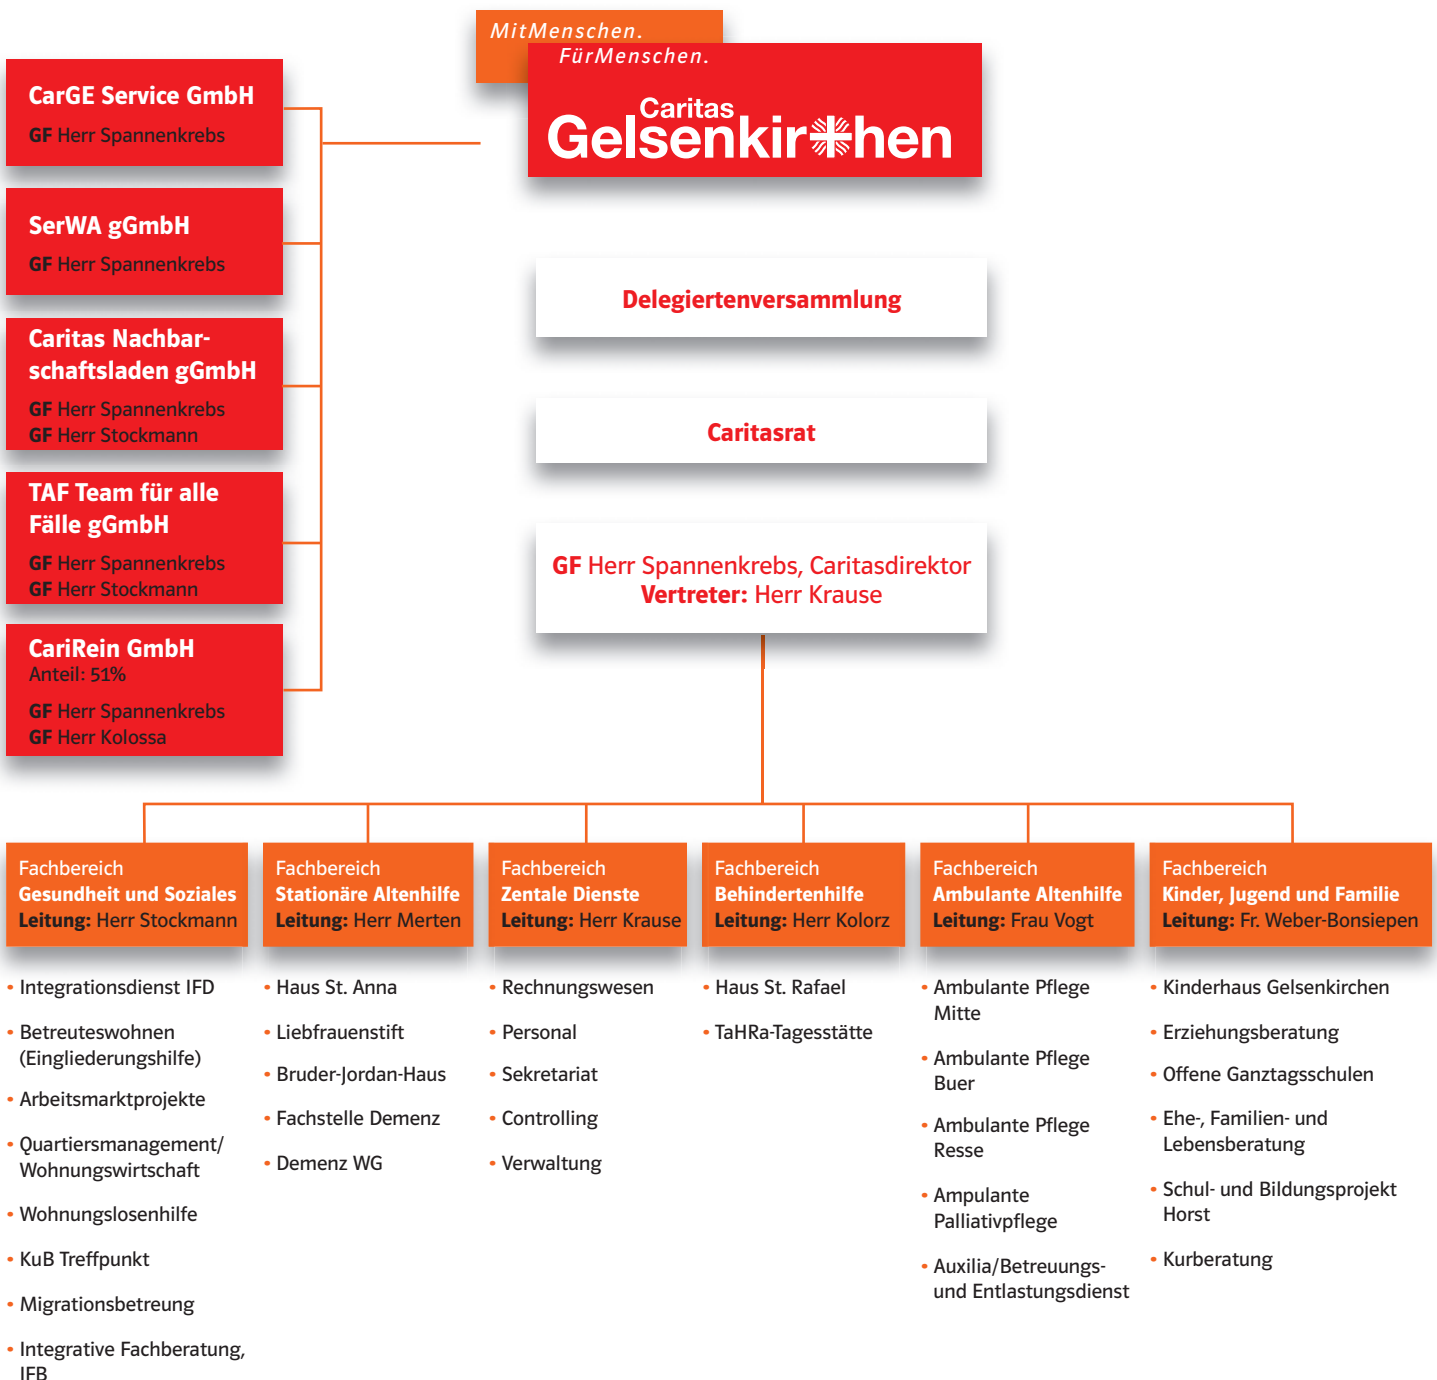 MitMenschen.
FürMenschen.
Caritas
Gelsenkirchen
CarGE Service GmbH
GF Herr Spannenkrebs
SerWA gGmbH
GF Herr Spannenkrebs
Caritas Nachbar-
schaftsladen gGmbH
GF Herr Spannenkrebs
GF Herr Stockmann
TAF Team für alle
Fälle gGmbH
GF Herr Spannenkrebs
GF Herr Stockmann
CariRein GmbH
Anteil: 51%
GF Herr Spannenkrebs
GF Herr Kolossa
Delegiertenversammlung
Caritasrat
GF Herr Spannenkrebs, Caritasdirektor
Vertreter: Herr Krause
Fachbereich
Gesundheit und Soziales
Leitung: Herr Stockmann
• Integrationsdienst IFD
• Betreuteswohnen
(Eingliederungshilfe)
• Arbeitsmarktprojekte
• Quartiersmanagement/
Wohnungswirtschaft
• Wohnungslosenhilfe
• KuB Treffpunkt
• Migrationsbetreung
• Integrative Fachberatung,
IFB
Fachbereich
Stationäre Altenhilfe
Leitung: Herr Merten
• Haus St. Anna
• Liebfrauenstift
• Bruder-Jordan-Haus
• Fachstelle Demenz
• Demenz WG
Fachbereich
Zentale Dienste
Leitung: Herr Krause
• Rechnungswesen
• Personal
• Sekretariat
• Controlling
• Verwaltung
Fachbereich
Behindertenhilfe
Leitung: Herr Kolorz
• Haus St. Rafael
• TaHRa-Tagesstätte
Fachbereich
Ambulante Altenhilfe
Leitung: Frau Vogt
• Ambulante Pflege
Mitte
• Ambulante Pflege
Buer
• Ambulante Pflege
Resse
• Ampulante
Palliativpflege
• Auxilia/Betreuungs-
und Entlastungsdienst
Fachbereich
Kinder, Jugend und Familie
Leitung: Fr. Weber-Bonsiepen
• Kinderhaus Gelsenkirchen
• Erziehungsberatung
• Offene Ganztagsschulen
• Ehe-, Familien- und
Lebensberatung
• Schul- und Bildungsprojekt
Horst
• Kurberatung